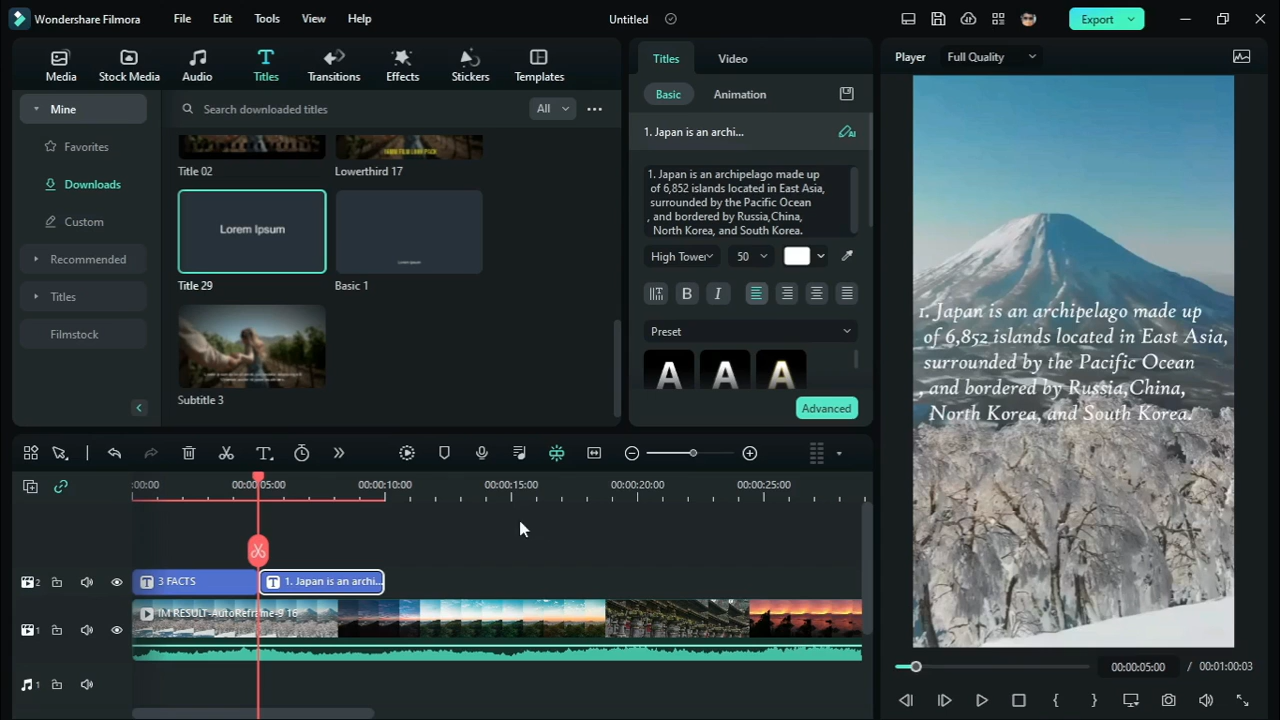 Wondershare Filmora
File
Edit
Tools
View
Help
Untitled
Export
Media
Stock Media
Audio
Titles
Transitions
Effects
Stickers
Templates
Mine
Search downloaded titles
All
Favorites
Downloads
Custom
Recommended
Titles
Filmstock
Title 02
Lowerthird 17
Lorem Ipsum
Title 29
Basic 1
Subtitle 3
Titles
Video
Basic
Animation
1. Japan is an archi...
1. Japan is an archipelago made up
of 6,852 islands located in East Asia,
surrounded by the Pacific Ocean
, and bordered by Russia,China,
North Korea, and South Korea.
High Tower
50
B
I
Preset
A
A
A
Advanced
Player
Full Quality
1. Japan is an archipelago made up
of 6,852 islands located in East Asia,
surrounded by the Pacific Ocean
, and bordered by Russia,China,
North Korea, and South Korea.
00:00:05:00 / 00:01:00:03
:00:00
00:00:05:00
00:00:10:00
00:00:15:00
00:00:20:00
00:00:25:00
2
3 FACTS
1. Japan is an archi...
1
IM RESULT-AutoReframe-9 16
1